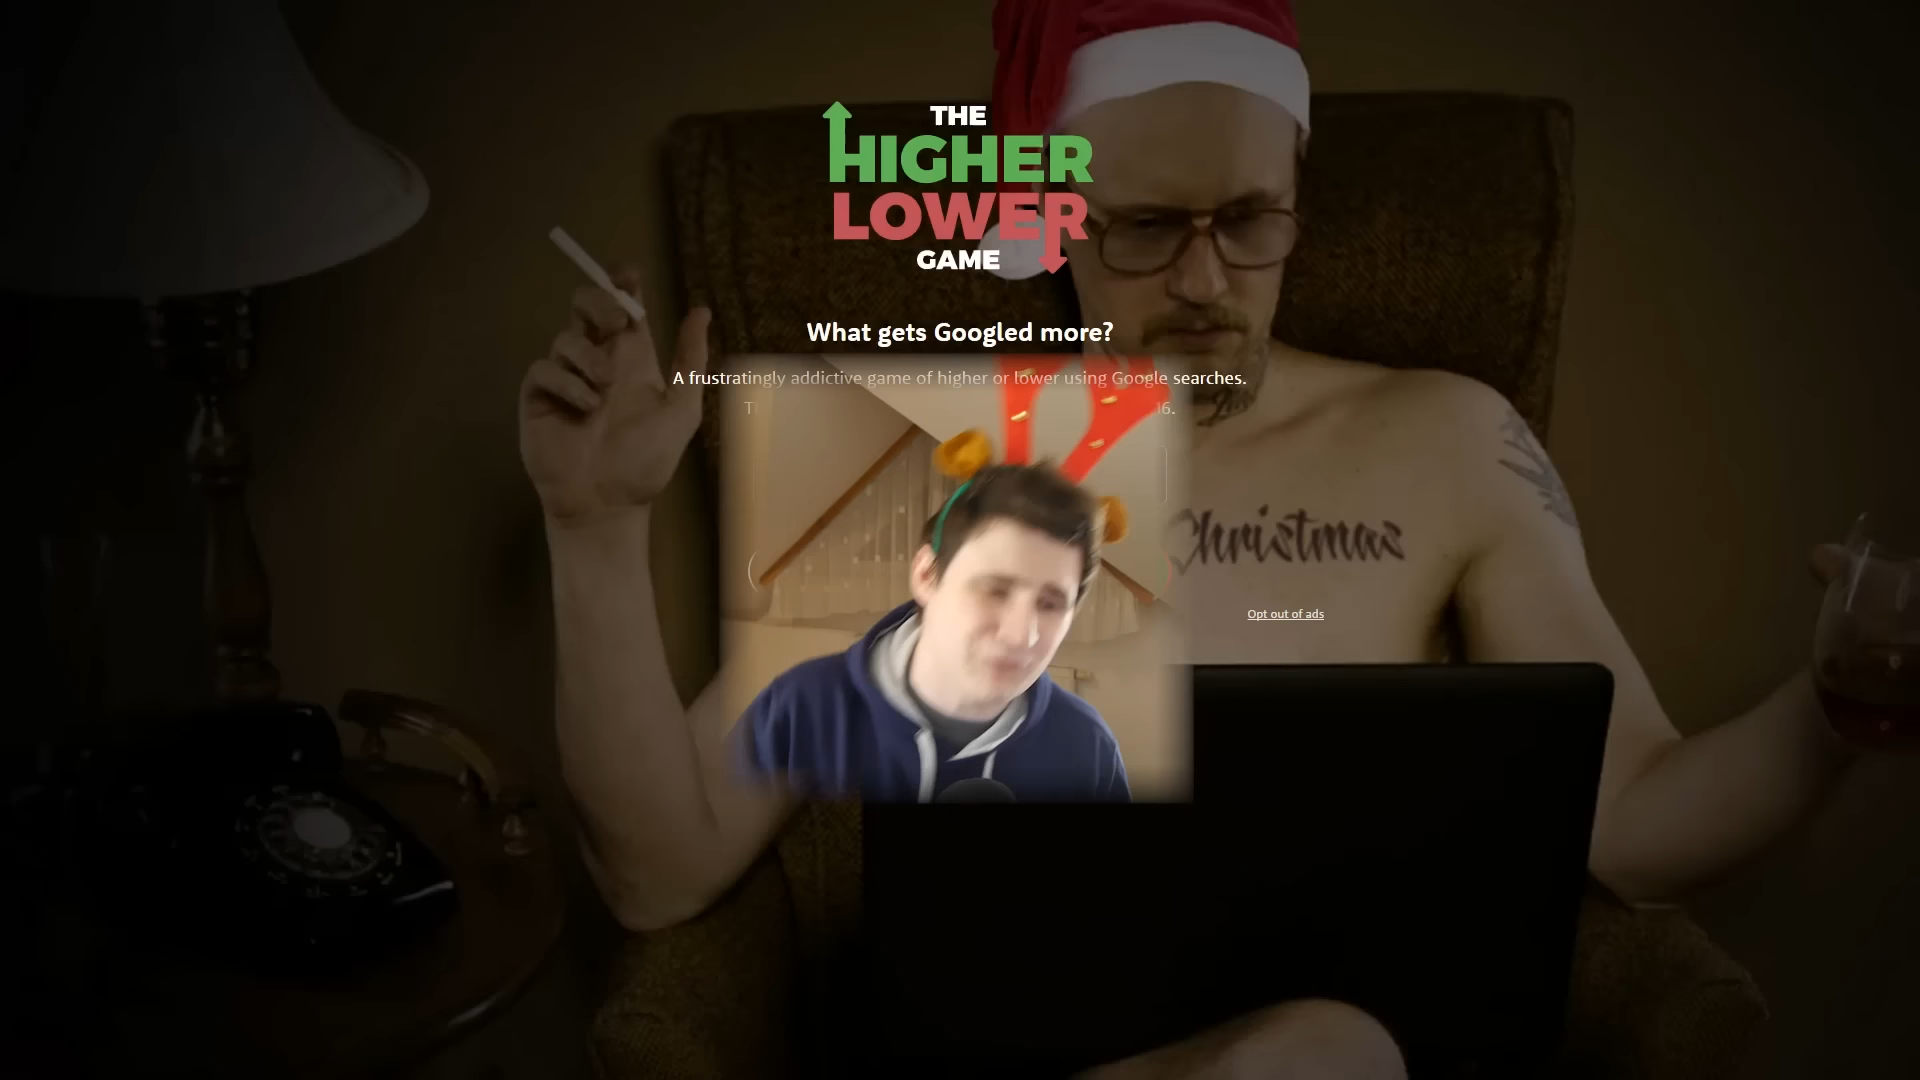 THE
HIGHER
LOWER
GAME
What gets Googled more?
A frustratingly addictive game of higher or lower using Google searches.
16.
Christmas
Opt out of ads